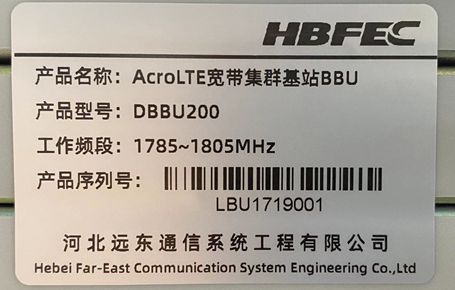 HBFEC
产品名称：AcroLTE宽带集群基站BBU
产品型号：DBBU200
工作频段：1785~1805MHz
产品序列号：
LBU1719001
河北远东通信系统工程有限公司
Hebei Far-East Communication System Engineering Co.,Ltd